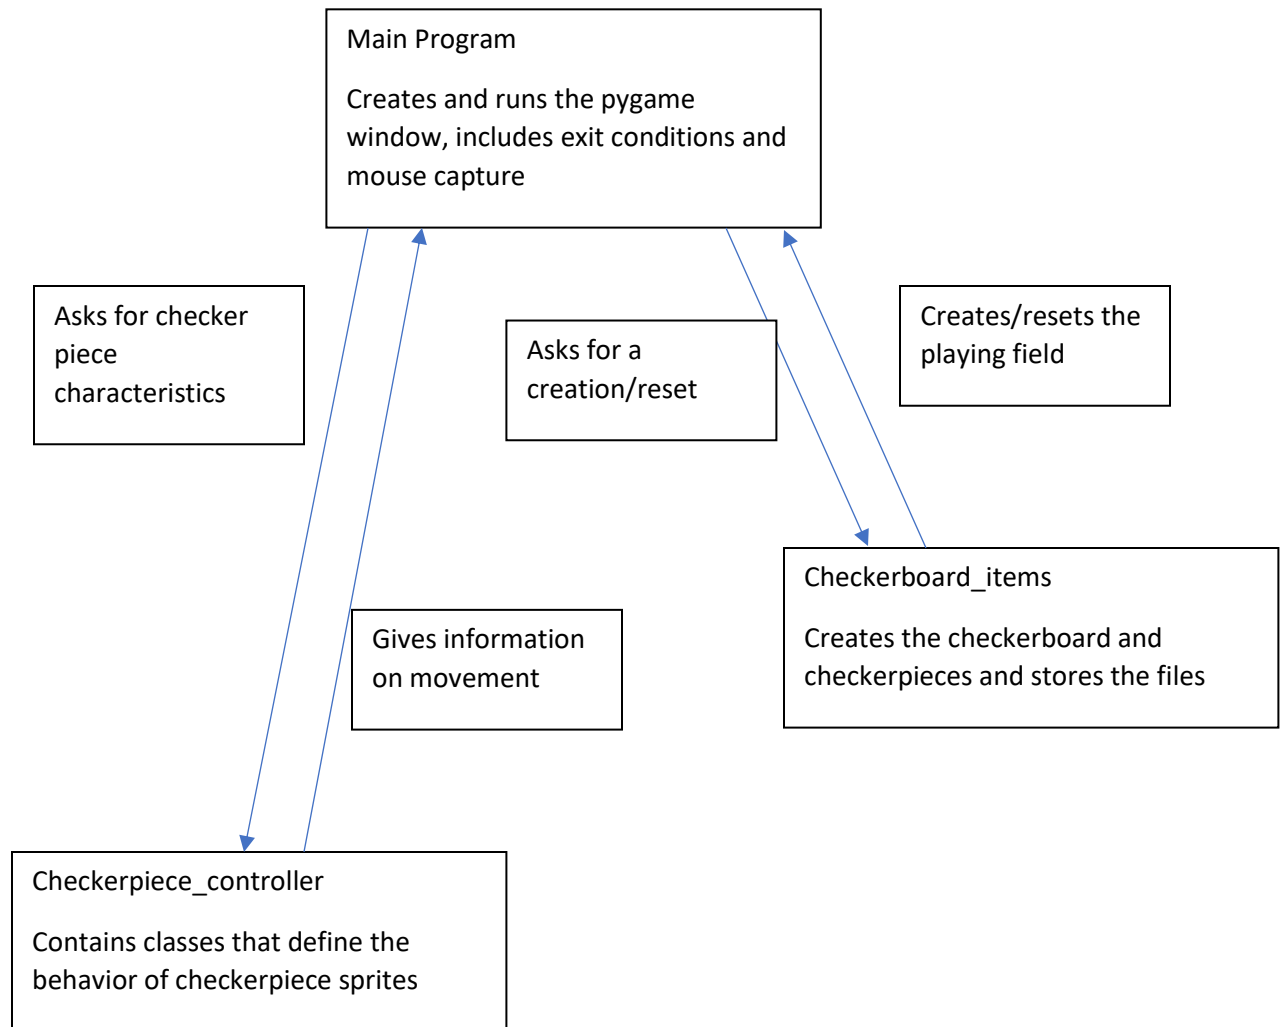 Main Program
Creates and runs the pygame
window, includes exit conditions and
mouse capture
Asks for checker
piece
characteristics
Asks for a
creation/reset
Creates/resets the
playing field
Gives information
on movement
Checkerboard_items
Creates the checkerboard and
checkerpieces and stores the files
Checkerpiece_controller
Contains classes that define the
behavior of checkerpiece sprites